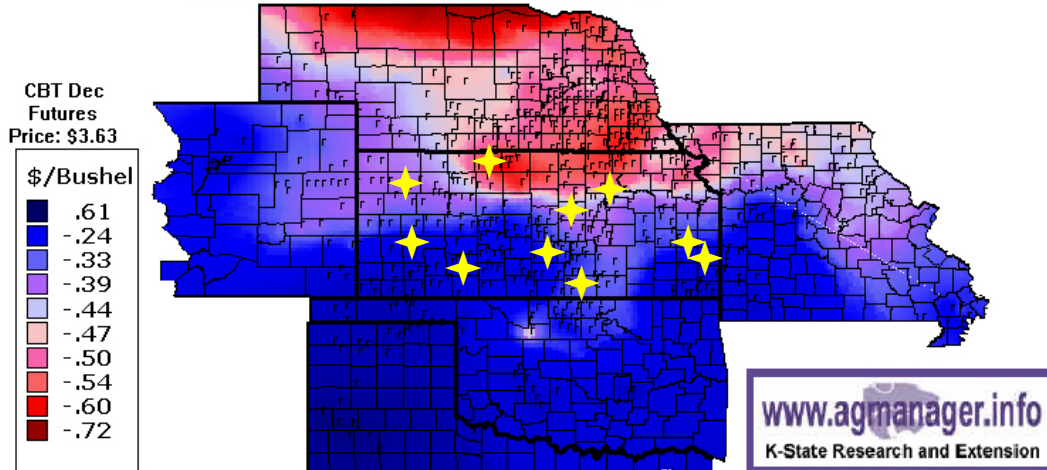 CBT Dec
Futures
Price: $3.63
$/Bushel
.61
-.24
-.33
-.39
-.44
-.47
-.50
-.54
-.60
-.72
www.agmanager.info
K-State Research and Extension